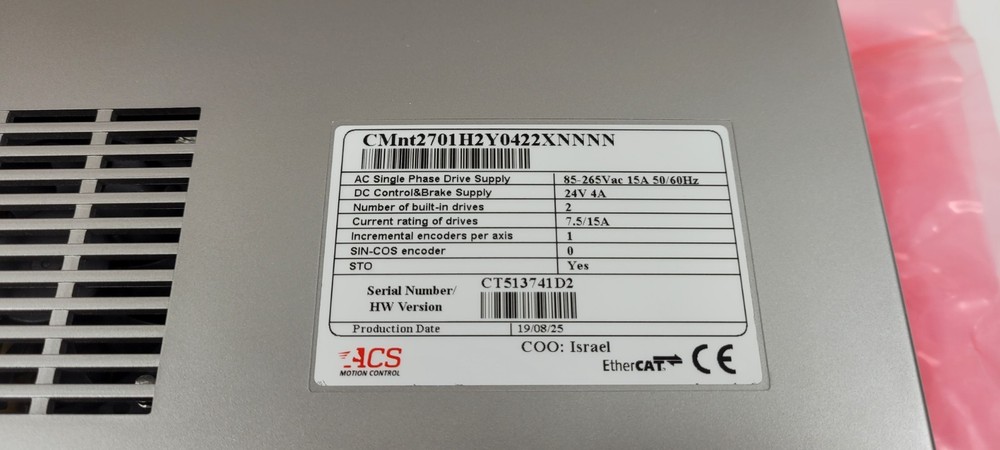 CMnt2701H2Y0422XNNNN
AC Single Phase Drive Supply 85-265Vac 15A 50/60Hz
DC Control&Brake Supply 24V 4A
Number of built-in drives 2
Current rating of drives 7.5/15A
Incremental encoders per axis 1
SIN-COS encoder 0
STO Yes
Serial Number/
HW Version
CT513741D2
Production Date 19/08/25
COO: Israel
ACS
MOTION CONTROL
EtherCAT
CE